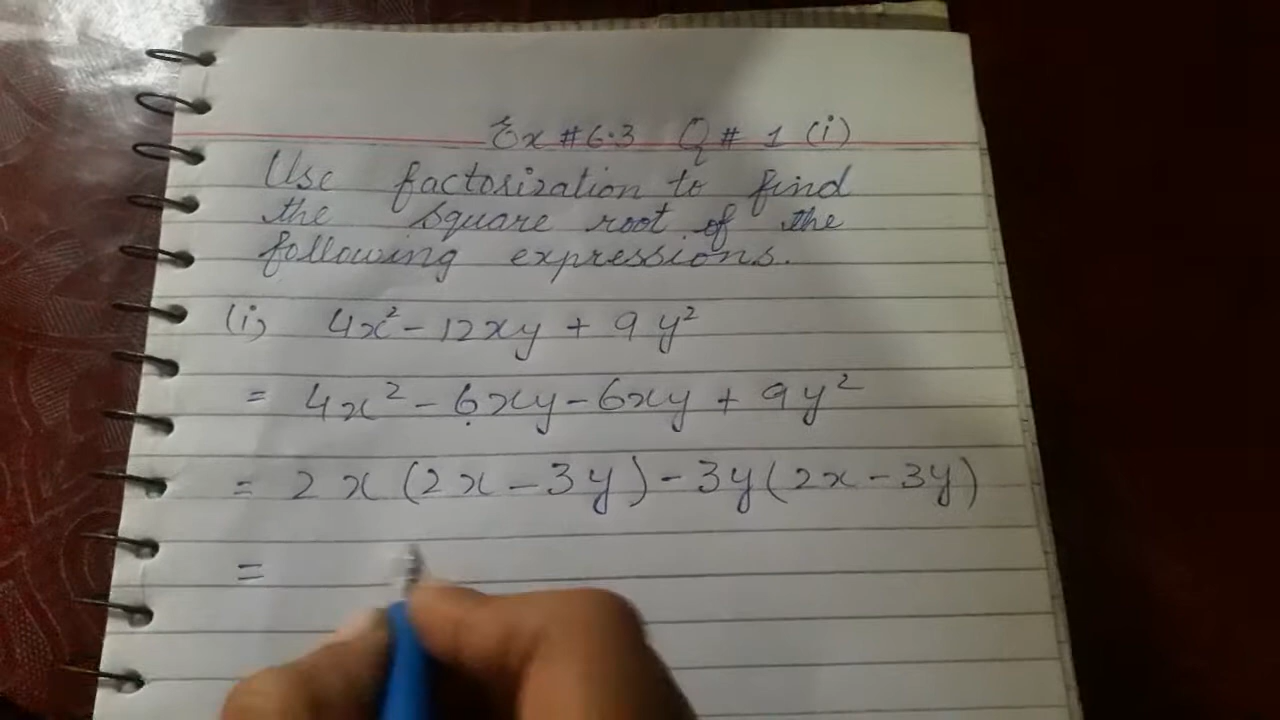 Ex # 6.3 Q # 1 (i)
Use factorization to find
the square root of the
following expressions.
(i) 4x² - 12xy + 9y²
= 4x² - 6xy - 6xy + 9y²
= 2x (2x - 3y) - 3y (2x - 3y)
=